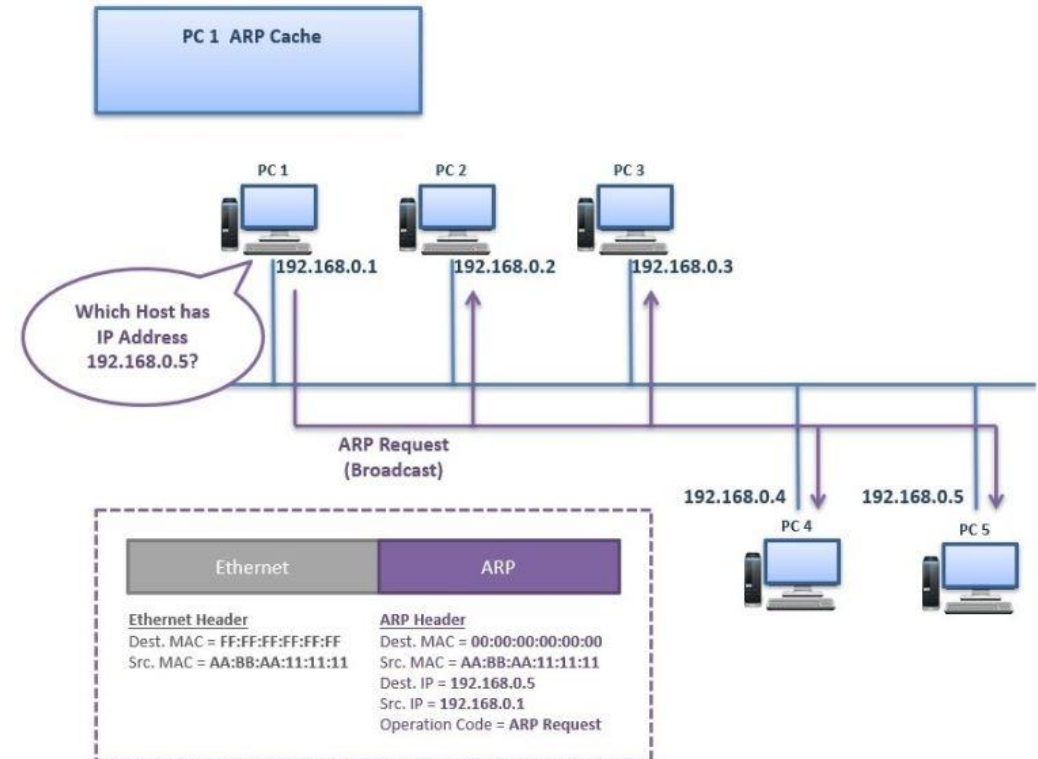 PC 1 ARP Cache
PC 1
PC 2
PC 3
192.168.0.1
192.168.0.2
192.168.0.3
Which Host has
IP Address
192.168.0.5?
ARP Request
(Broadcast)
192.168.0.4
192.168.0.5
PC 4
PC 5
Ethernet
ARP
Ethernet Header
Dest. MAC = FF:FF:FF:FF:FF:FF
Src. MAC = AA:BB:AA:11:11:11
ARP Header
Dest. MAC = 00:00:00:00:00:00
Src. MAC = AA:BB:AA:11:11:11
Dest. IP = 192.168.0.5
Src. IP = 192.168.0.1
Operation Code = ARP Request